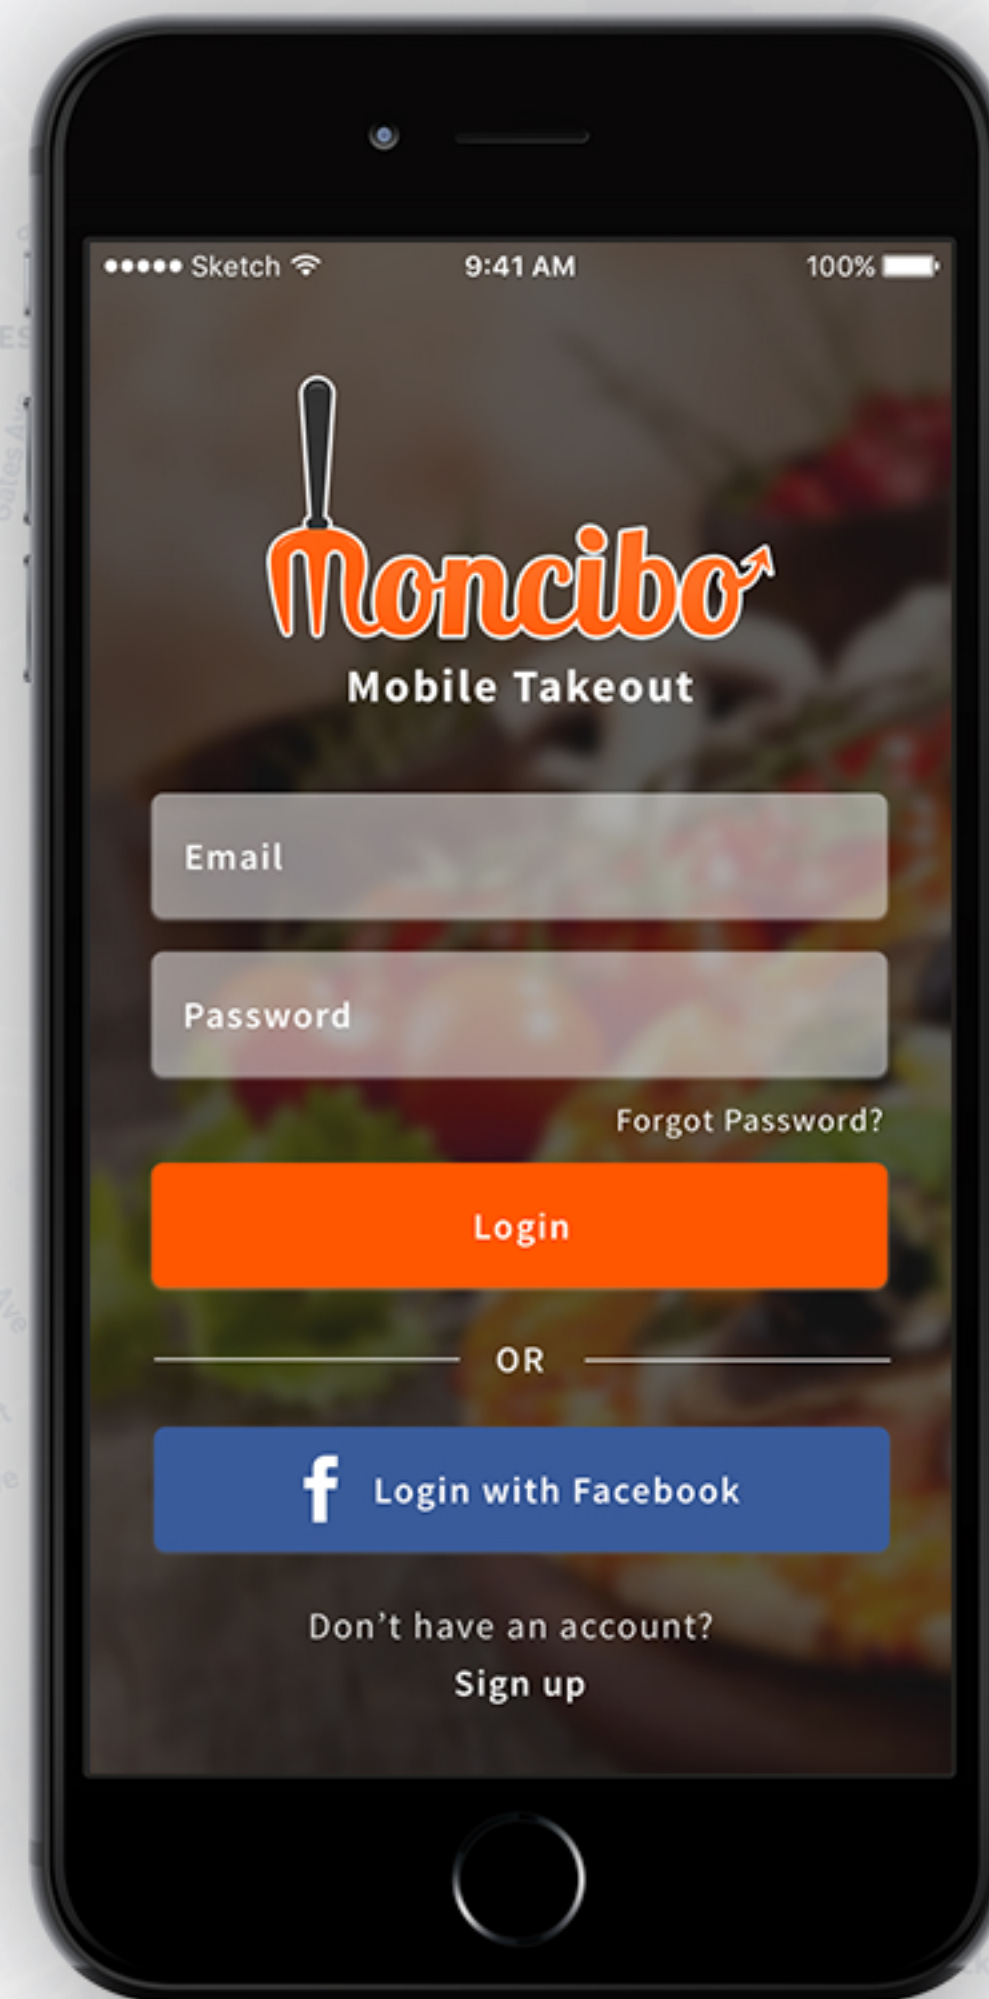 Sketch 9:41 AM 100%
Moncibo
Mobile Takeout
Email
Password
Forgot Password?
Login
OR
f Login with Facebook
Don’t have an account?
Sign up